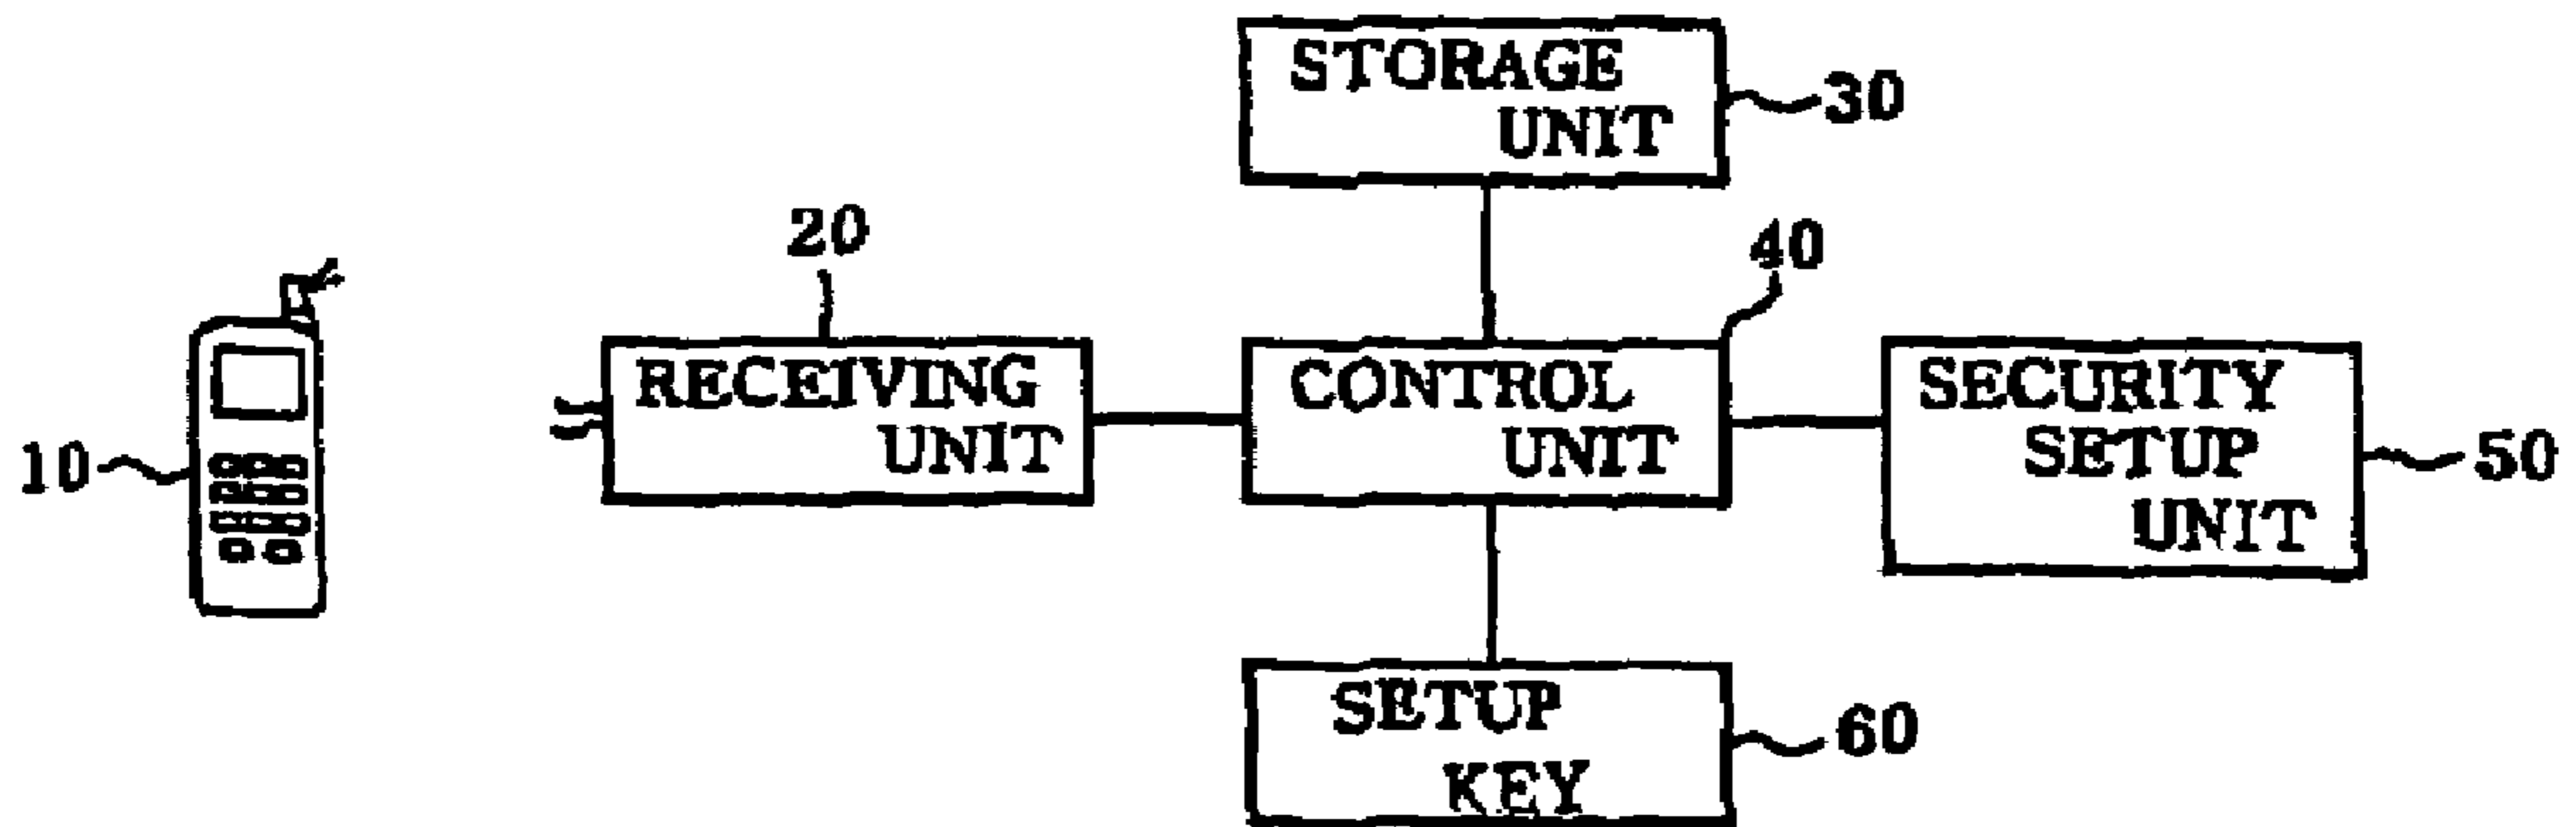 STORAGE
UNIT
30
20
40
RECEIVING
UNIT
CONTROL
UNIT
SECURITY
SETUP
UNIT
10
50
SETUP
KEY
60